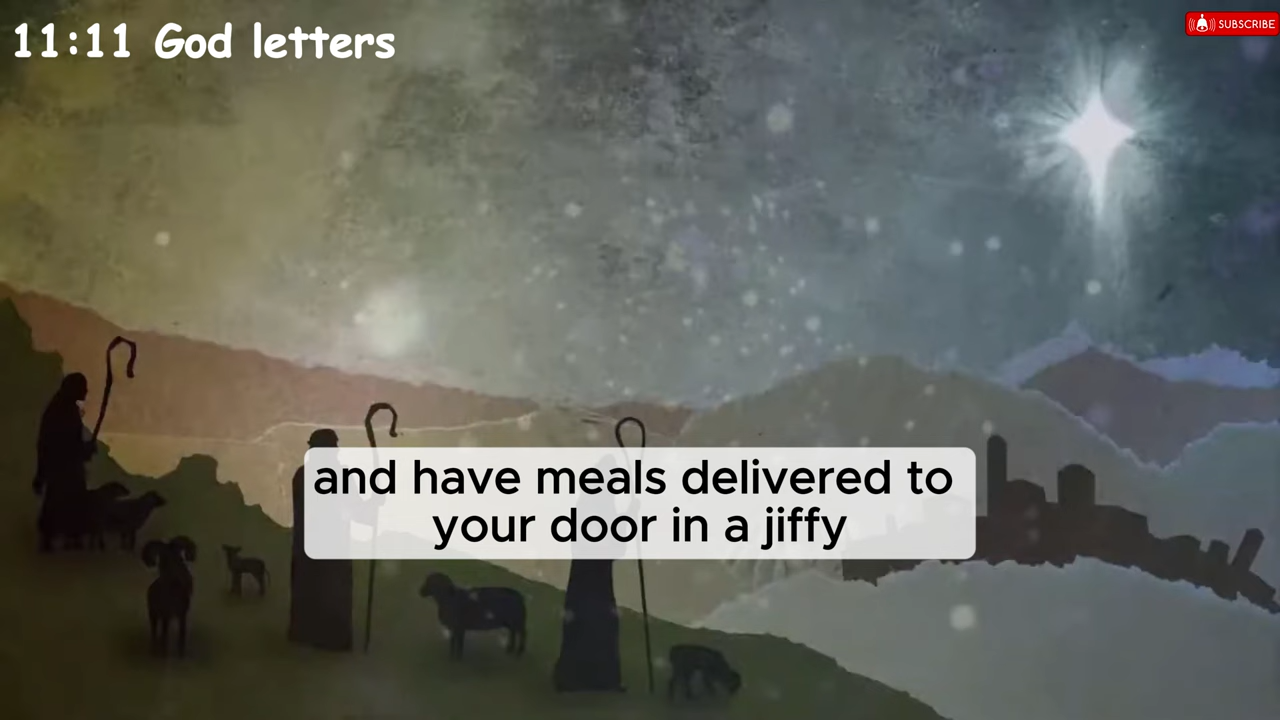 11:11 God letters
SUBSCRIBE
and have meals delivered to
your door in a jiffy